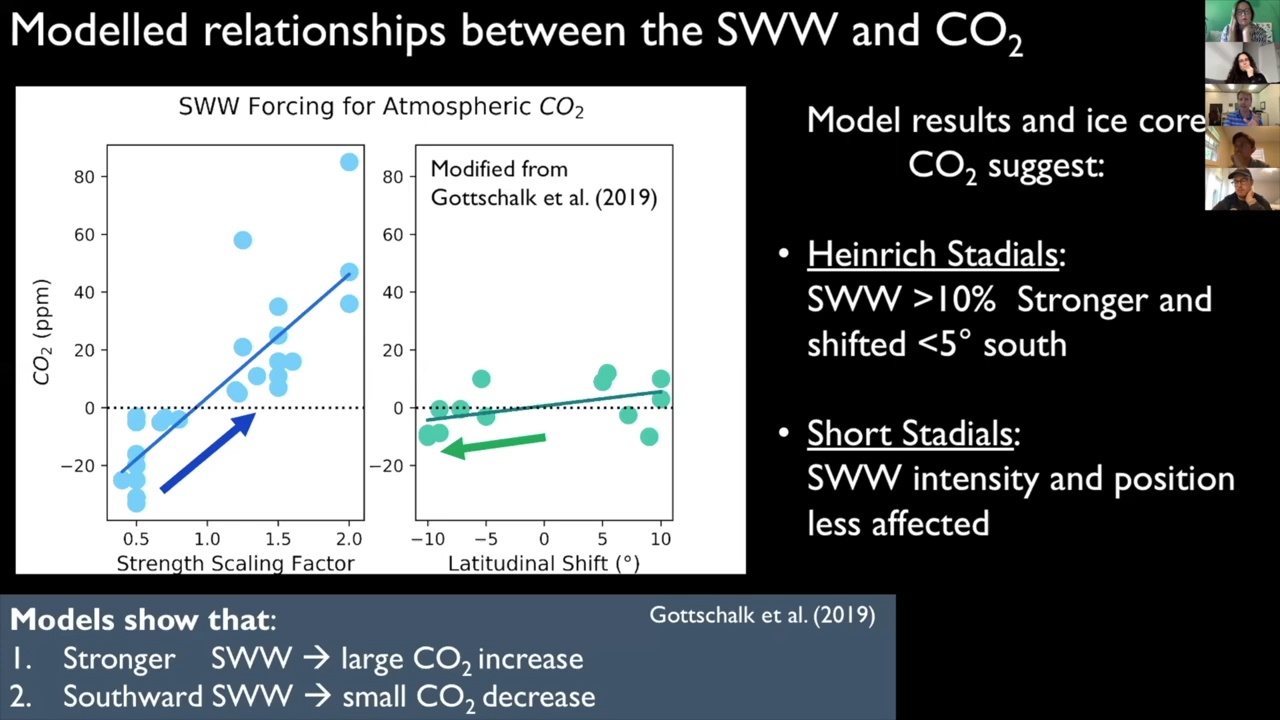 Modelled relationships between the SWW and CO₂
SWW Forcing for Atmospheric CO₂
CO₂ (ppm)
80
60
40
20
0
−20
0.5 1.0 1.5 2.0
Strength Scaling Factor
Modified from
Gottschalk et al. (2019)
80
60
40
20
0
−20
−10 −5 0 5 10
Latitudinal Shift (°)
Model results and ice core
CO₂ suggest:
• Heinrich Stadials:
SWW >10% Stronger and
shifted <5° south
• Short Stadials:
SWW intensity and position
less affected
Models show that:
Gottschalk et al. (2019)
1. Stronger SWW → large CO₂ increase
2. Southward SWW → small CO₂ decrease